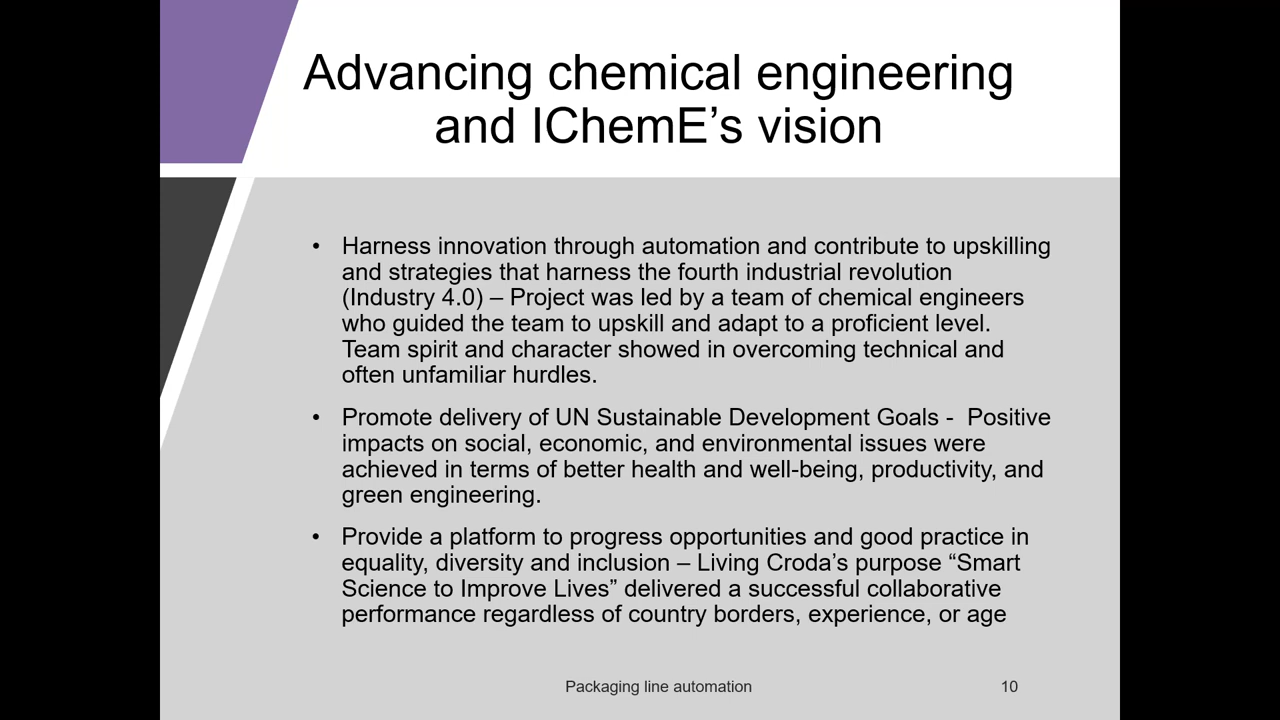 Advancing chemical engineering
and IChemE’s vision
• Harness innovation through automation and contribute to upskilling
and strategies that harness the fourth industrial revolution
(Industry 4.0) – Project was led by a team of chemical engineers
who guided the team to upskill and adapt to a proficient level.
Team spirit and character showed in overcoming technical and
often unfamiliar hurdles.
• Promote delivery of UN Sustainable Development Goals -  Positive
impacts on social, economic, and environmental issues were
achieved in terms of better health and well-being, productivity, and
green engineering.
• Provide a platform to progress opportunities and good practice in
equality, diversity and inclusion – Living Croda’s purpose “Smart
Science to Improve Lives” delivered a successful collaborative
performance regardless of country borders, experience, or age
Packaging line automation
10